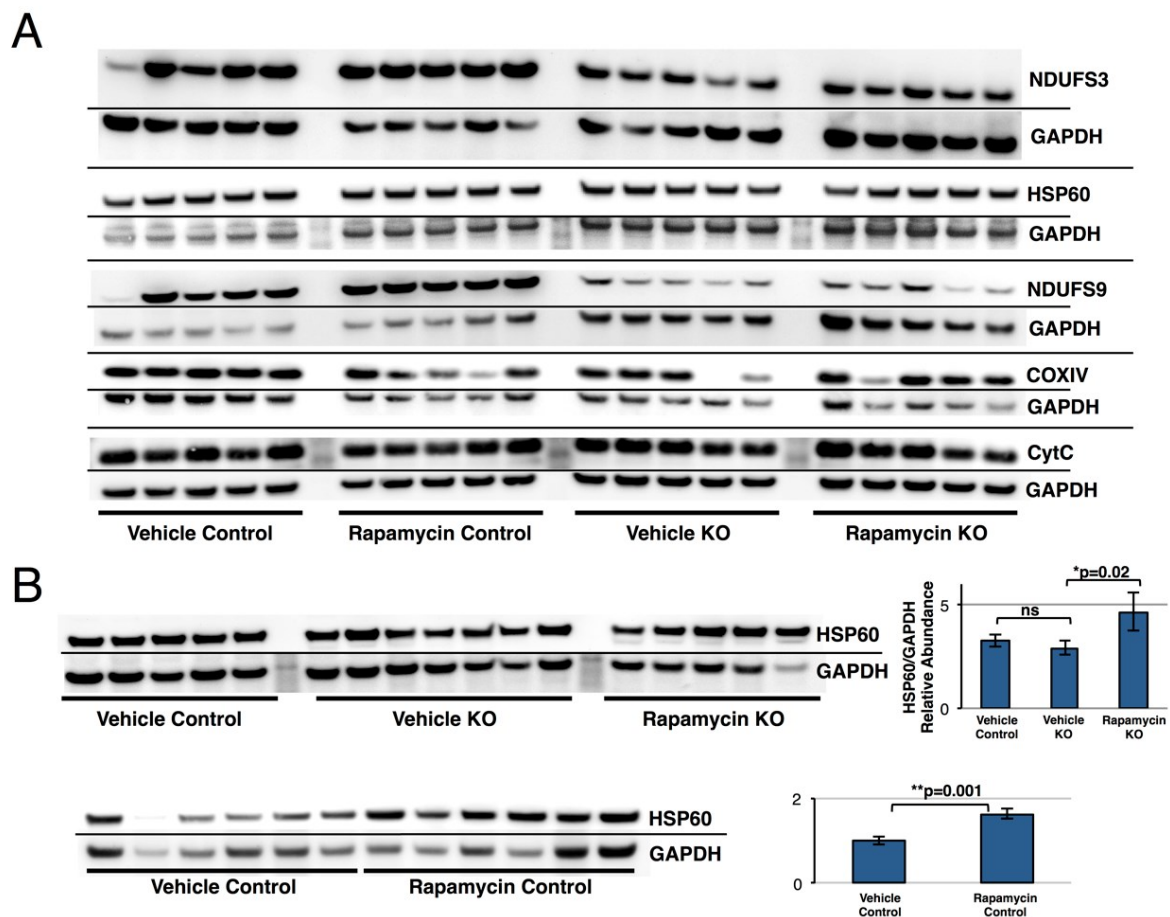 A
NDUFS3
GAPDH
HSP60
GAPDH
NDUFS9
GAPDH
COXIV
GAPDH
CytC
GAPDH
Vehicle Control Rapamycin Control Vehicle KO Rapamycin KO
B
HSP60
GAPDH
Vehicle Control Vehicle KO Rapamycin KO
*p=0.02
ns
5
0
HSP60/GAPDH
Relative Abundance
Vehicle Vehicle Rapamycin
Control KO KO
HSP60
GAPDH
Vehicle Control Rapamycin Control
**p=0.001
2
0
Vehicle Rapamycin
Control Control